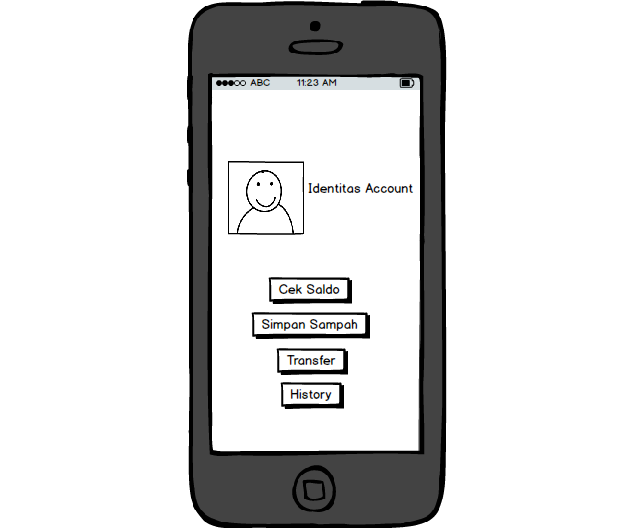 ABC 11:23 AM
Identitas Account
Cek Saldo
Simpan Sampah
Transfer
History